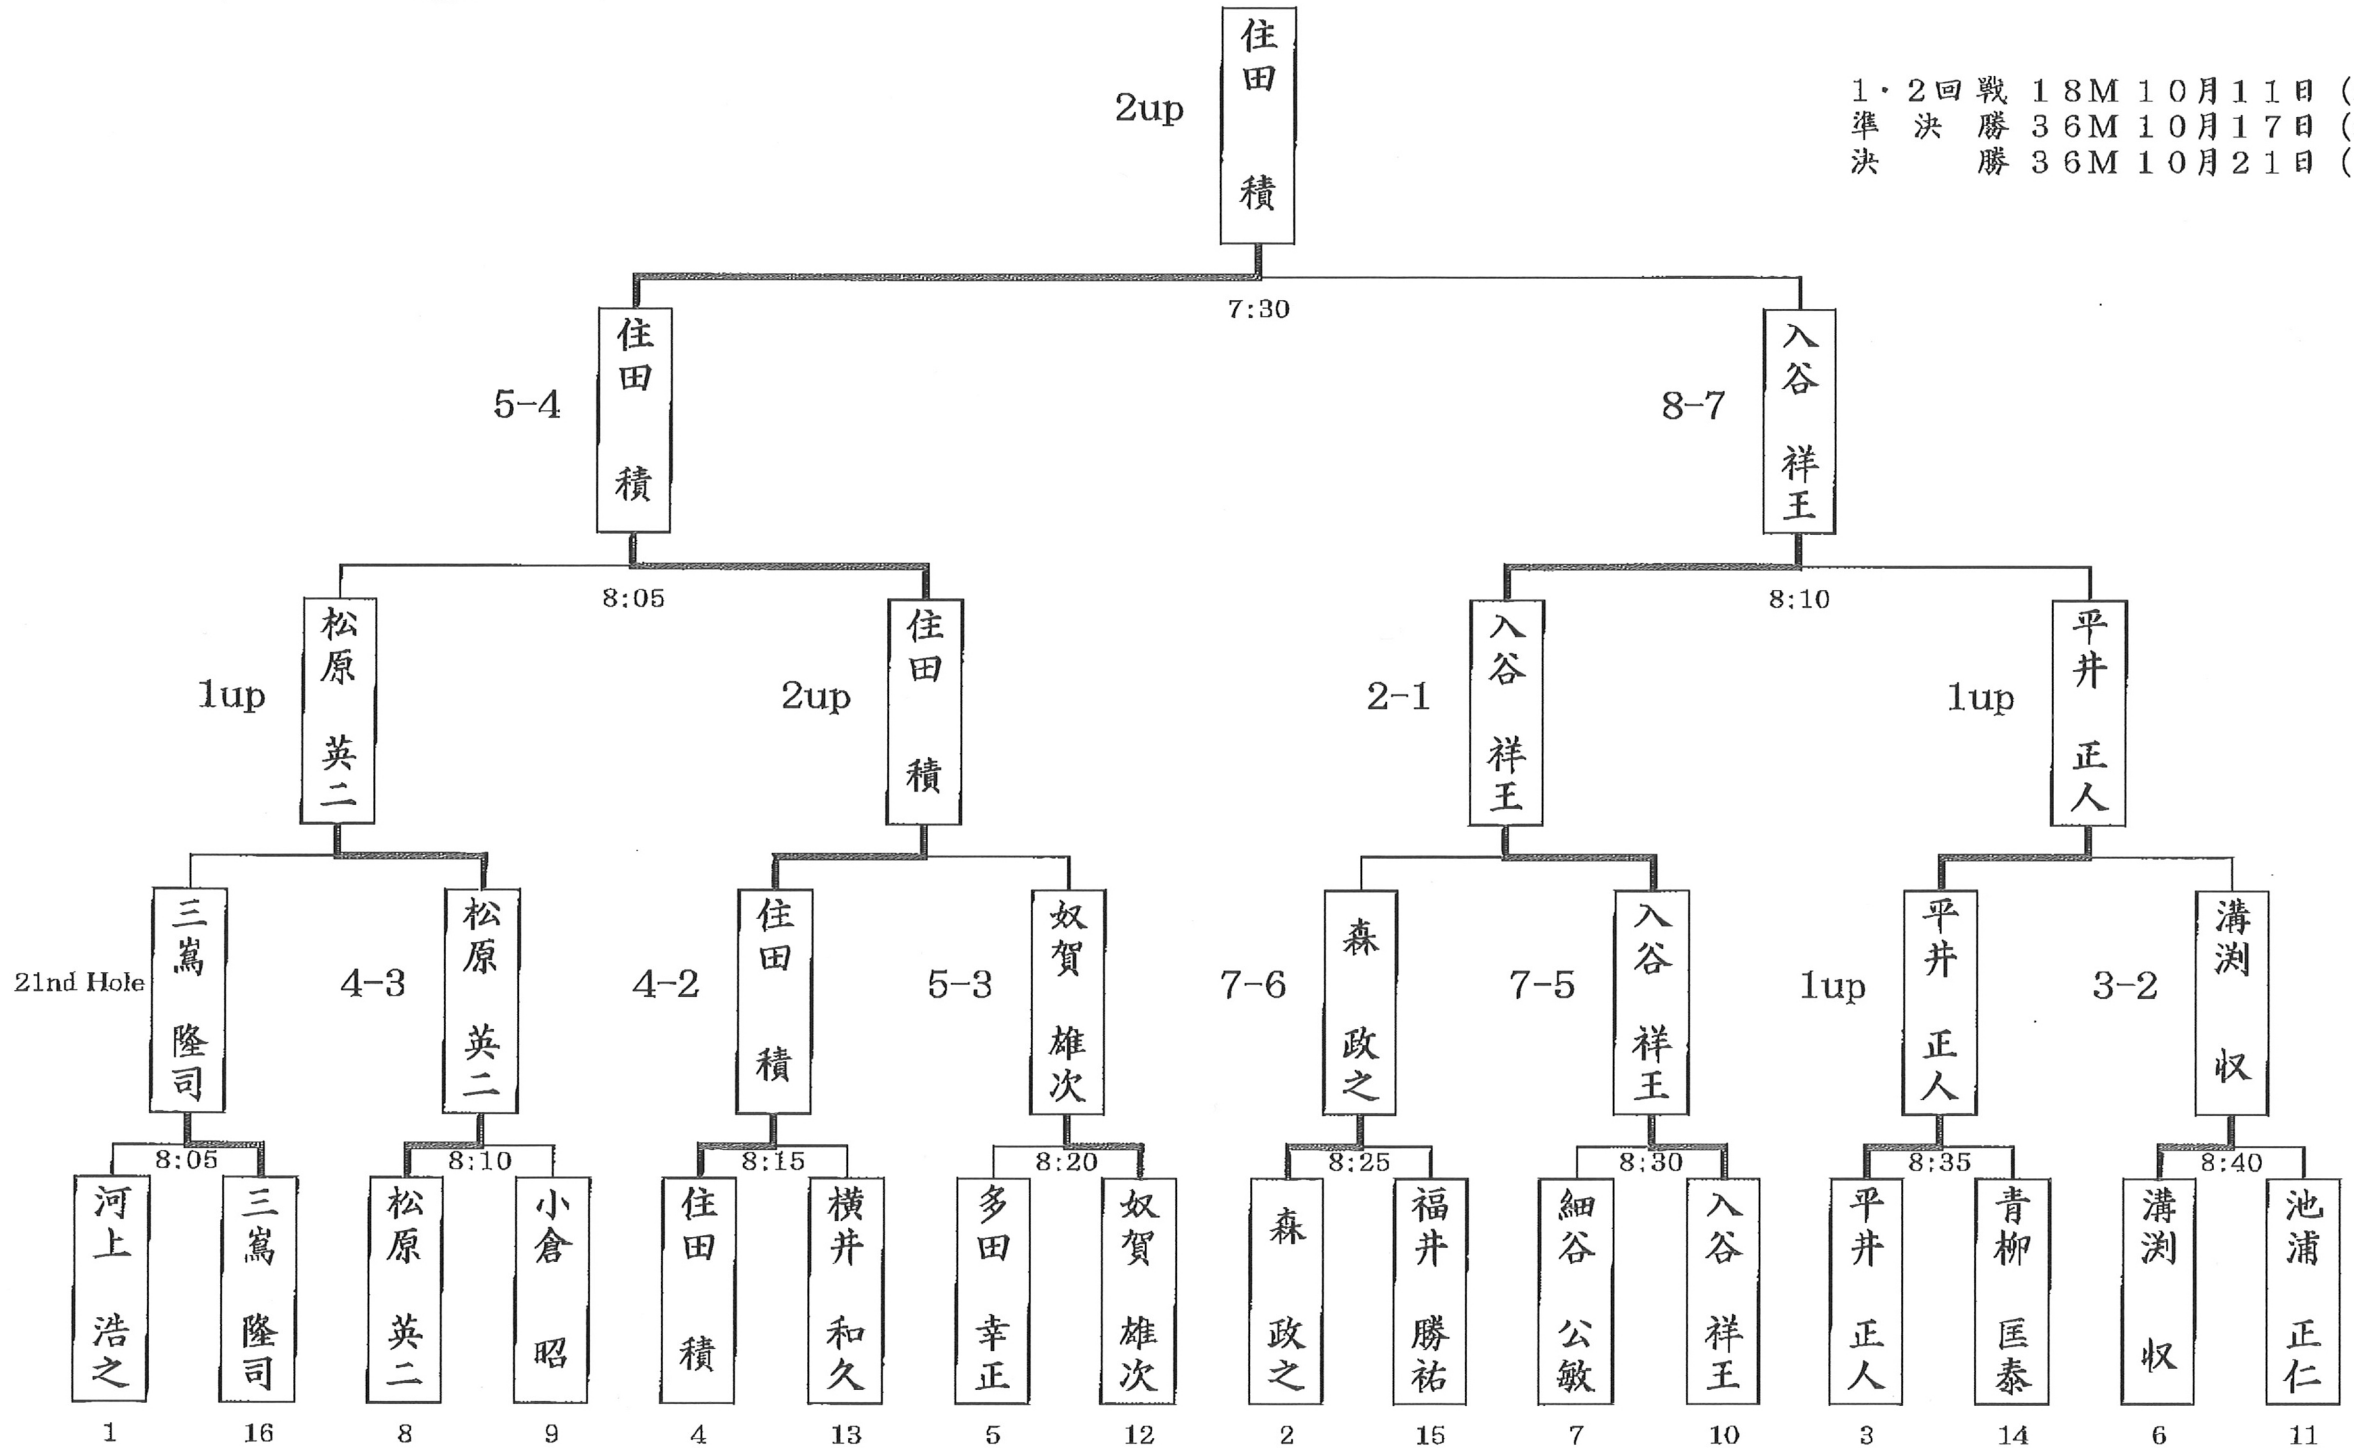 住田 積
2up
1・2回戦 18M 10月11日 (
準 決 勝 36M 10月17日 (
決 勝 36M 10月21日 (
7:30
住田 積
5-4
入谷 祥王
8-7
8:05
8:10
1up
松原 英二
2up
住田 積
2-1
入谷 祥王
1up
平井 正人
21nd Hole
三嶌 隆司
4-3
松原 英二
4-2
住田 積
5-3
奴賀 雄次
7-6
森 政之
7-5
入谷 祥王
1up
平井 正人
3-2
溝渕 収
8:05
8:10
8:15
8:20
8:25
8:30
8:35
8:40
河上 浩之
三嶌 隆司
松原 英二
小倉 昭
住田 積
横井 和久
多田 幸正
奴賀 雄次
森 政之
福井 勝祐
細谷 公敏
入谷 祥王
平井 正人
青柳 匡泰
溝渕 収
池浦 正仁
1 16 8 9 4 13 5 12 2 15 7 10 3 14 6 11